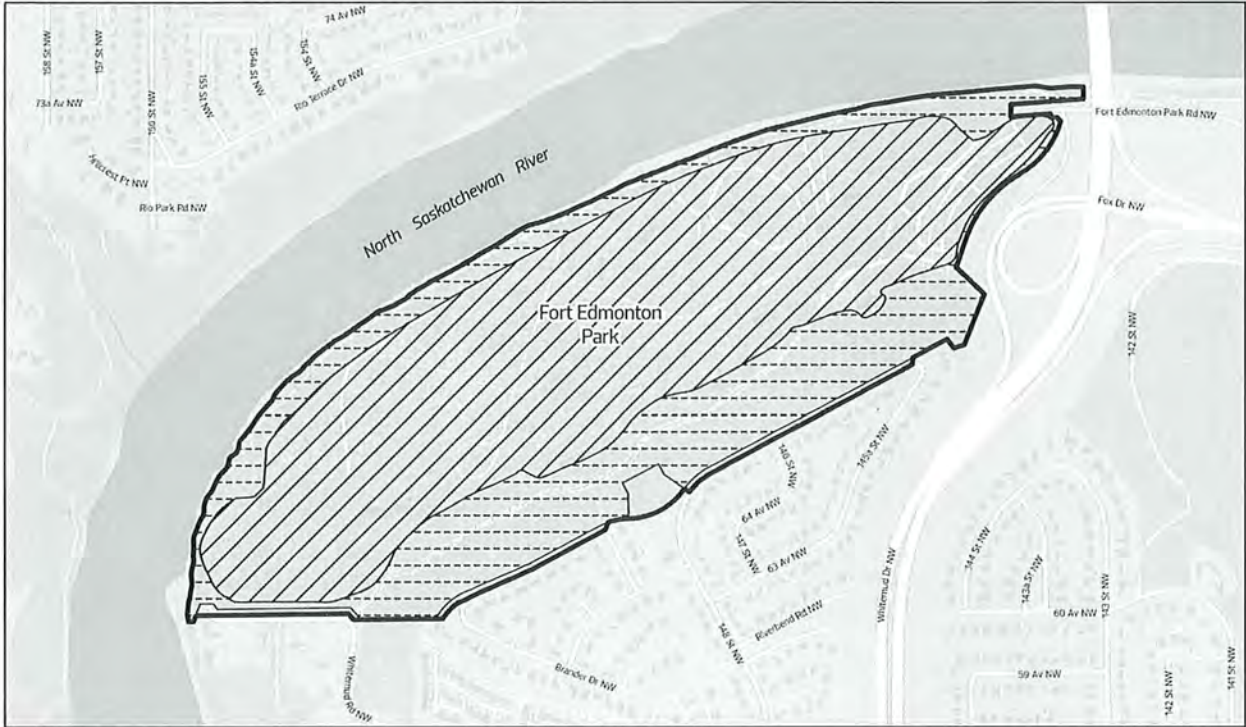 74 Av NW
158 St NW
157 St NW
155 St NW
154a St NW
154 St NW
Rio Terrace Dr NW
73a Av NW
156 St NW
Rio Park Rd NW
North Saskatchewan River
Fort Edmonton Park Rd NW
Fox Dr NW
Fort Edmonton
Park
142 St NW
148 St NW
145a St NW
64 Av NW
147 St NW
63 Av NW
Riverbend Rd NW
148 St NW
Brander Dr NW
Whitemud Rd NW
Whitemud Dr NW
144 St NW
143a St NW
143 St NW
60 Av NW
59 Av NW
142 St NW
141 St NW